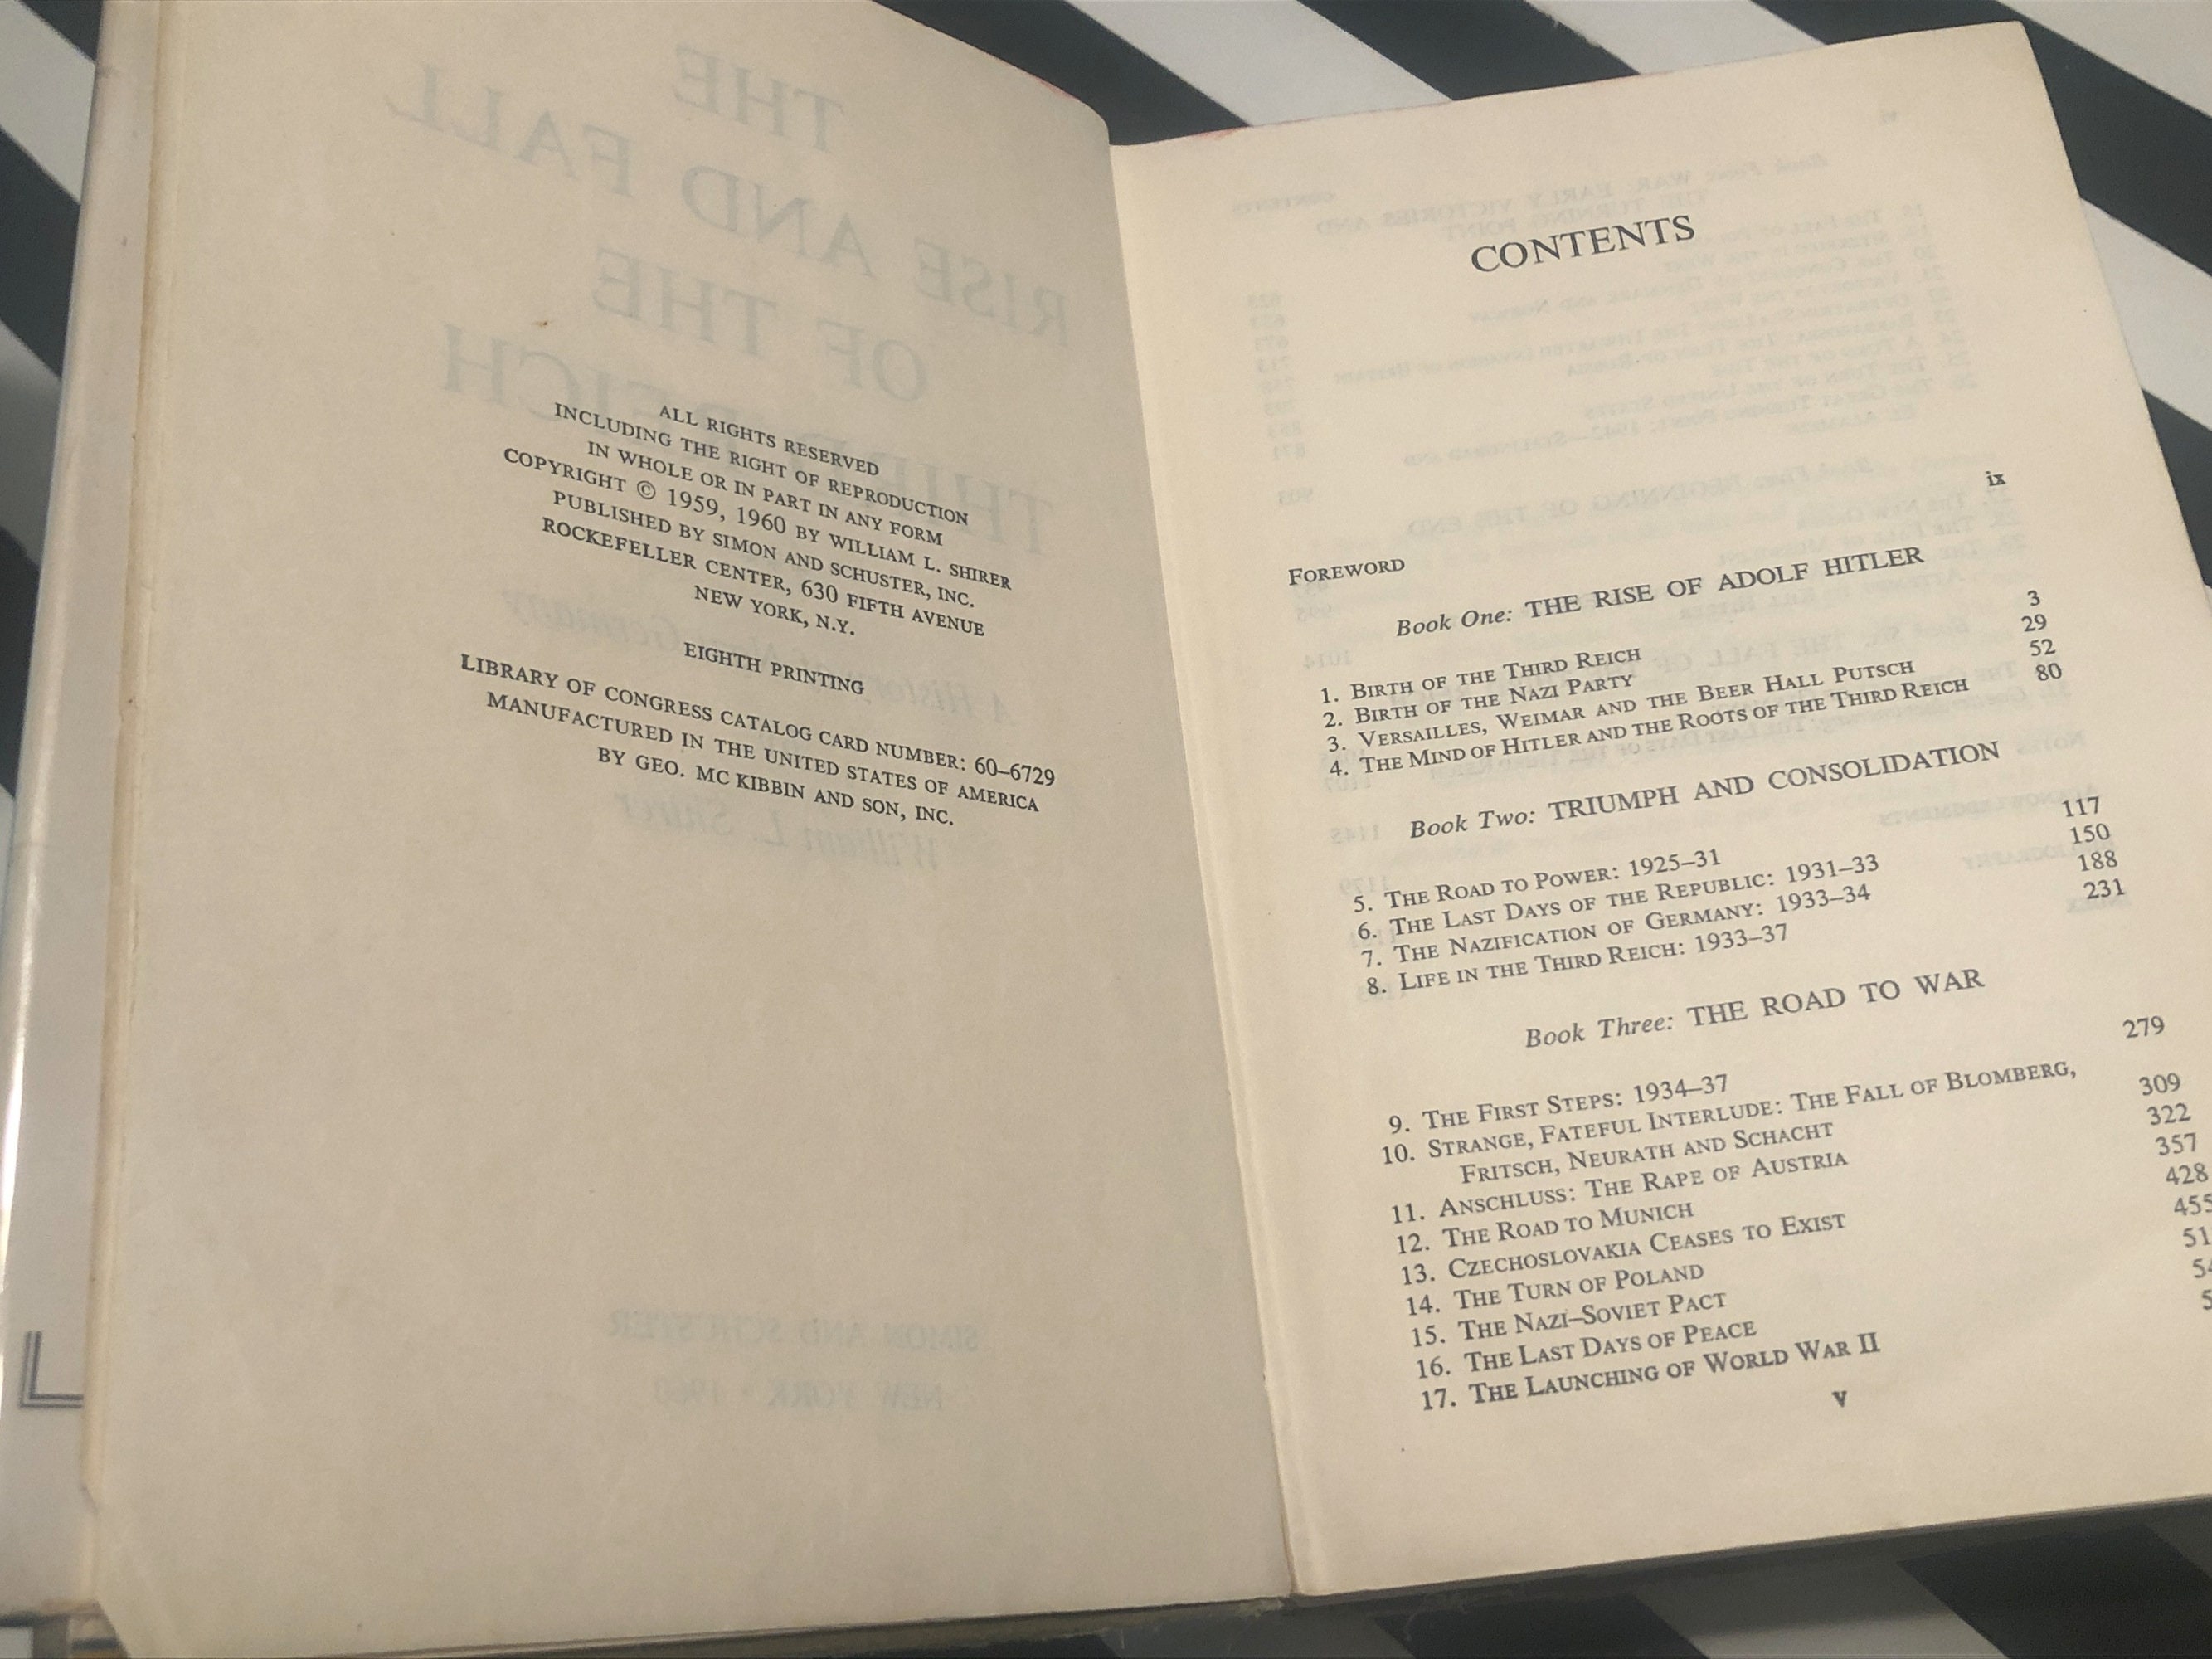 ALL RIGHTS RESERVED
INCLUDING THE RIGHT OF REPRODUCTION
IN WHOLE OR IN PART IN ANY FORM
COPYRIGHT © 1959, 1960 BY WILLIAM L. SHIRER
PUBLISHED BY SIMON AND SCHUSTER, INC.
ROCKEFELLER CENTER, 630 FIFTH AVENUE
NEW YORK, N.Y.
EIGHTH PRINTING
LIBRARY OF CONGRESS CATALOG CARD NUMBER: 60–6729
MANUFACTURED IN THE UNITED STATES OF AMERICA
BY GEO. MC KIBBIN AND SON, INC.
CONTENTS
FOREWORD ix
Book One: THE RISE OF ADOLF HITLER
1. BIRTH OF THE THIRD REICH 3
2. BIRTH OF THE NAZI PARTY 29
3. VERSAILLES, WEIMAR AND THE BEER HALL PUTSCH 52
4. THE MIND OF HITLER AND THE ROOTS OF THE THIRD REICH 80
Book Two: TRIUMPH AND CONSOLIDATION
5. THE ROAD TO POWER: 1925–31 117
6. THE LAST DAYS OF THE REPUBLIC: 1931–33 150
7. THE NAZIFICATION OF GERMANY: 1933–34 188
8. LIFE IN THE THIRD REICH: 1933–37 231
Book Three: THE ROAD TO WAR
9. THE FIRST STEPS: 1934–37 279
10. STRANGE, FATEFUL INTERLUDE: THE FALL OF BLOMBERG,
FRITSCH, NEURATH AND SCHACHT 309
11. ANSCHLUSS: THE RAPE OF AUSTRIA 322
12. THE ROAD TO MUNICH 357
13. CZECHOSLOVAKIA CEASES TO EXIST 428
14. THE TURN OF POLAND 455
15. THE NAZI–SOVIET PACT
16. THE LAST DAYS OF PEACE
17. THE LAUNCHING OF WORLD WAR II
v